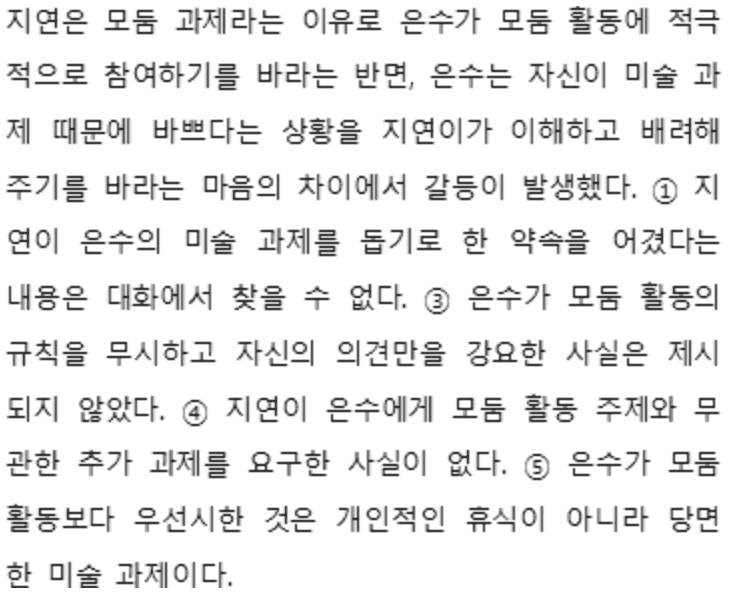 지연은 모둠 과제라는 이유로 은수가 모둠 활동에 적극
적으로 참여하기를 바라는 반면, 은수는 자신이 미술 과
제 때문에 바쁘다는 상황을 지연이가 이해하고 배려해
주기를 바라는 마음의 차이에서 갈등이 발생했다. ① 지
연이 은수의 미술 과제를 돕기로 한 약속을 어겼다는
내용은 대화에서 찾을 수 없다. ③ 은수가 모둠 활동의
규칙을 무시하고 자신의 의견만을 강요한 사실은 제시
되지 않았다. ④ 지연이 은수에게 모둠 활동 주제와 무
관한 추가 과제를 요구한 사실이 없다. ⑤ 은수가 모둠
활동보다 우선시한 것은 개인적인 휴식이 아니라 당면
한 미술 과제이다.